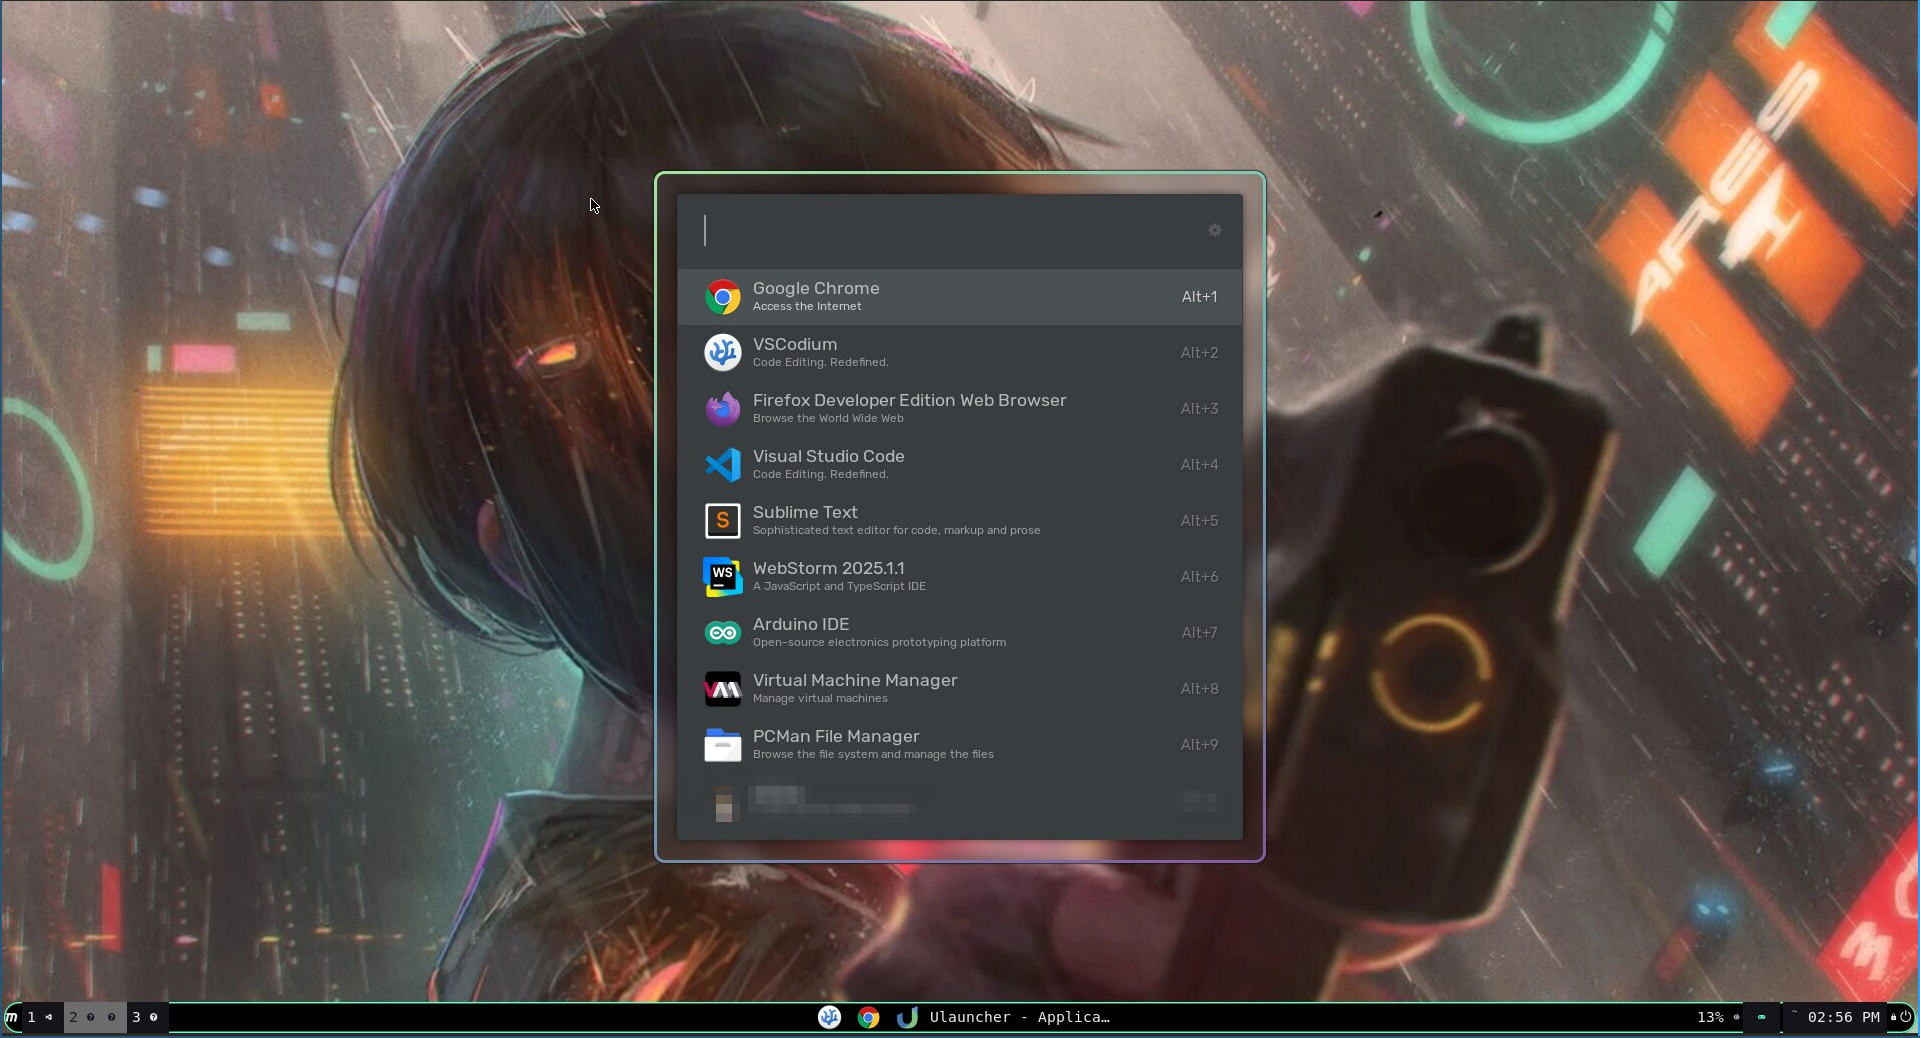 ARES
Google Chrome
Access the Internet
Alt+1
VSCodium
Code Editing. Redefined.
Alt+2
Firefox Developer Edition Web Browser
Browse the World Wide Web
Alt+3
Visual Studio Code
Code Editing. Redefined.
Alt+4
S
Sublime Text
Sophisticated text editor for code, markup and prose
Alt+5
WS
WebStorm 2025.1.1
A JavaScript and TypeScript IDE
Alt+6
Arduino IDE
Open-source electronics prototyping platform
Alt+7
VM
Virtual Machine Manager
Manage virtual machines
Alt+8
PCMan File Manager
Browse the file system and manage the files
Alt+9
m 1 2 3 Ulauncher - Applica… 13% 02:56 PM